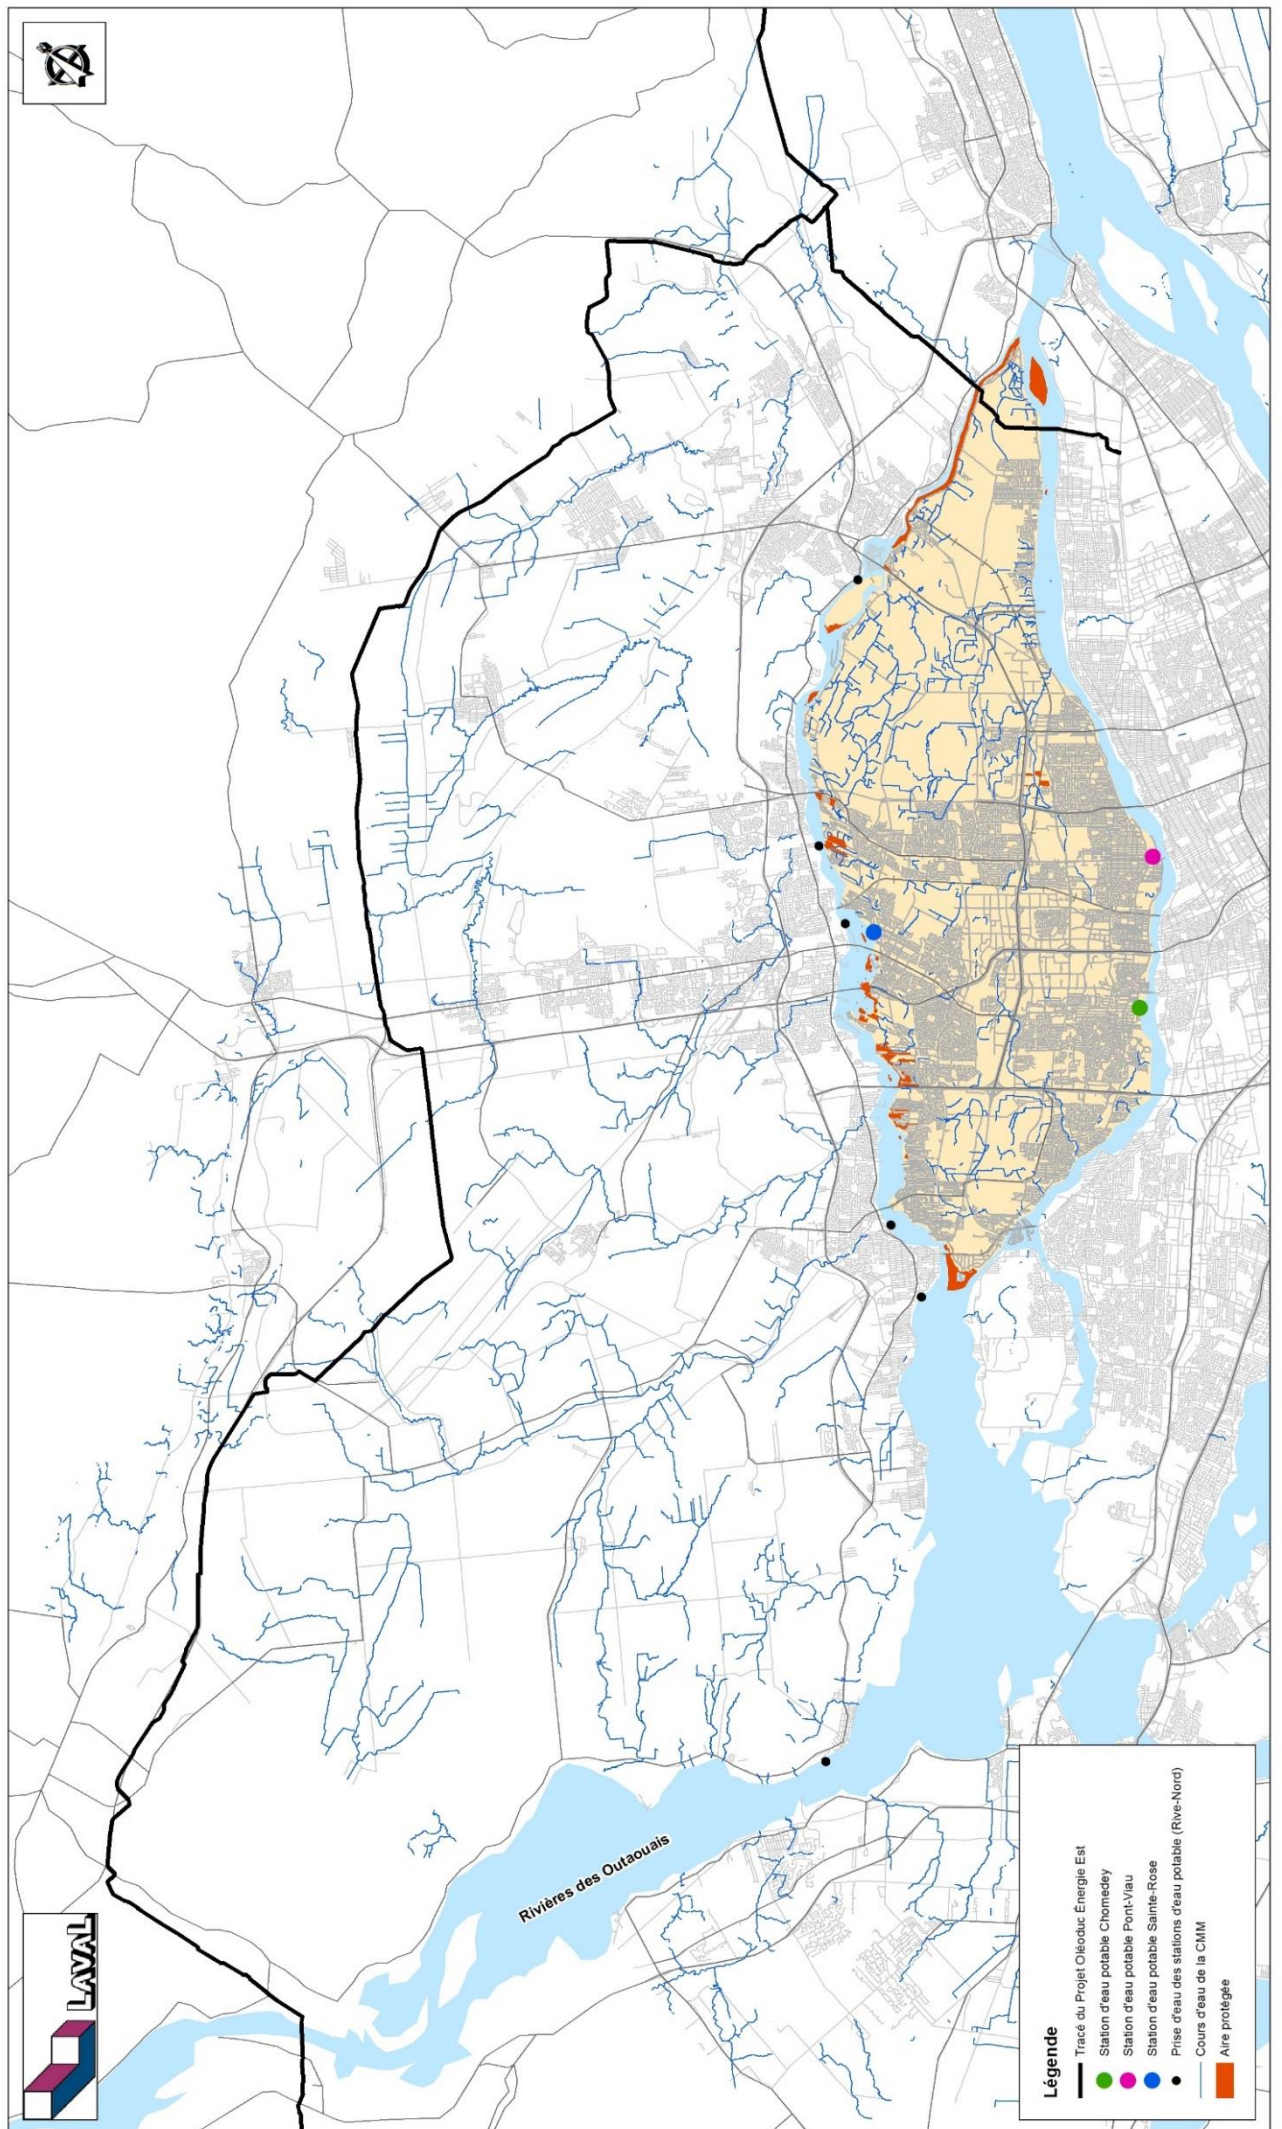 LAVAL
Rivières des Outaouais
Légende
Tracé du Projet Oléoduc Énergie Est
Station d'eau potable Chomedey
Station d'eau potable Pont-Viau
Station d'eau potable Sainte-Rose
Prise d'eau des stations d'eau potable (Rive-Nord)
Cours d'eau de la CMM
Aire protégée